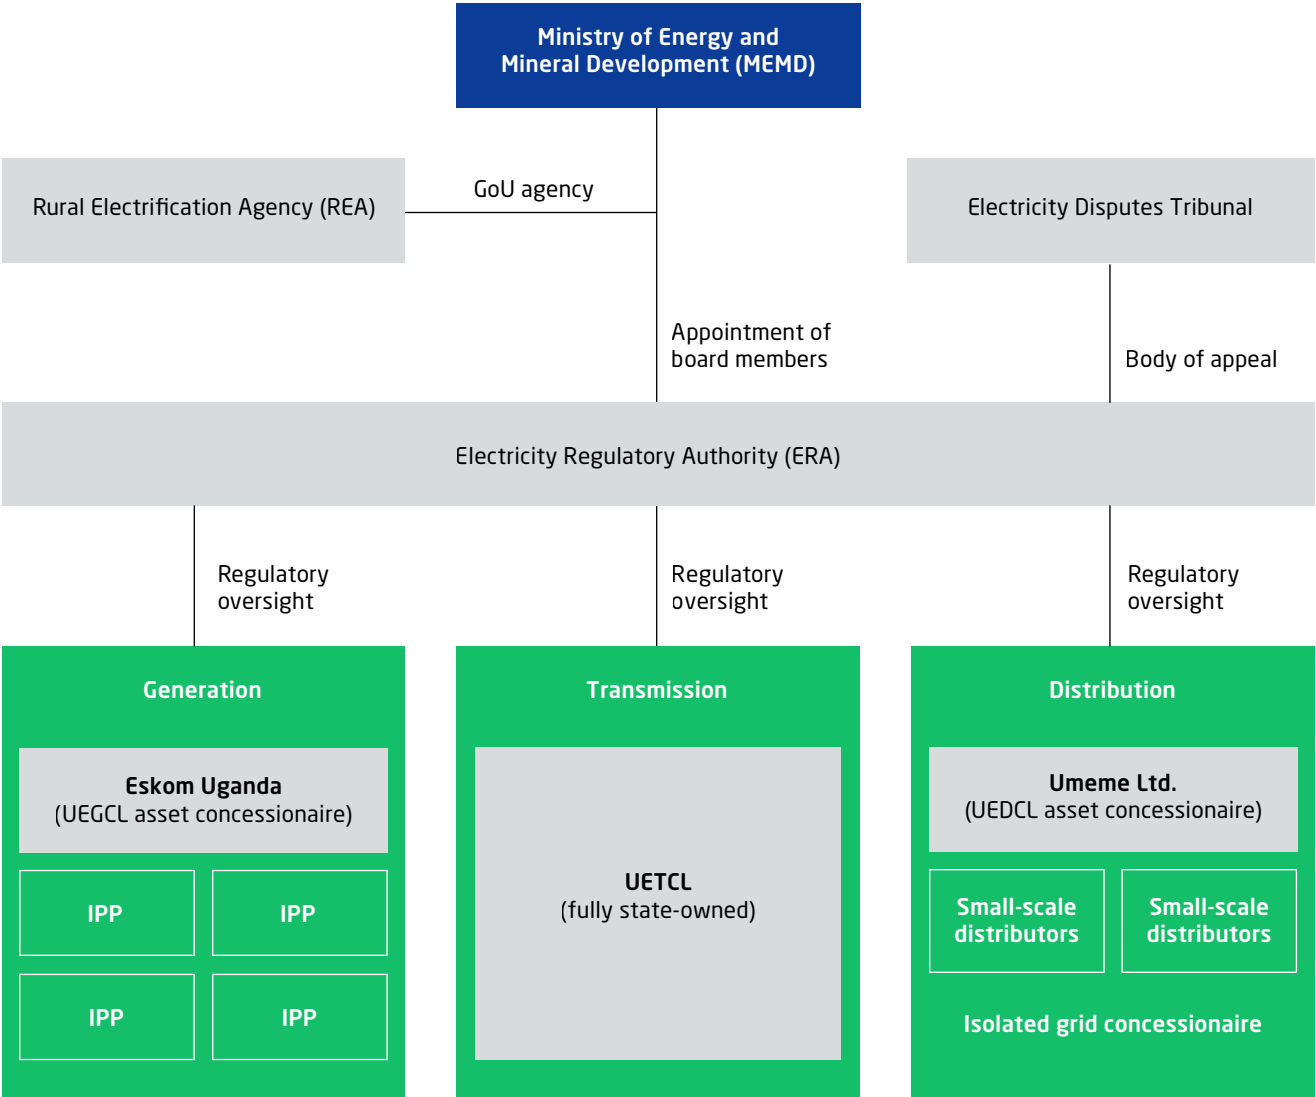 Ministry of Energy and
Mineral Development (MEMD)
Rural Electrification Agency (REA)
GoU agency
Electricity Disputes Tribunal
Appointment of
board members
Body of appeal
Electricity Regulatory Authority (ERA)
Regulatory
oversight
Regulatory
oversight
Regulatory
oversight
Generation
Eskom Uganda
(UEGCL asset concessionaire)
IPP
IPP
IPP
IPP
Transmission
UETCL
(fully state-owned)
Distribution
Umeme Ltd.
(UEDCL asset concessionaire)
Small-scale
distributors
Small-scale
distributors
Isolated grid concessionaire